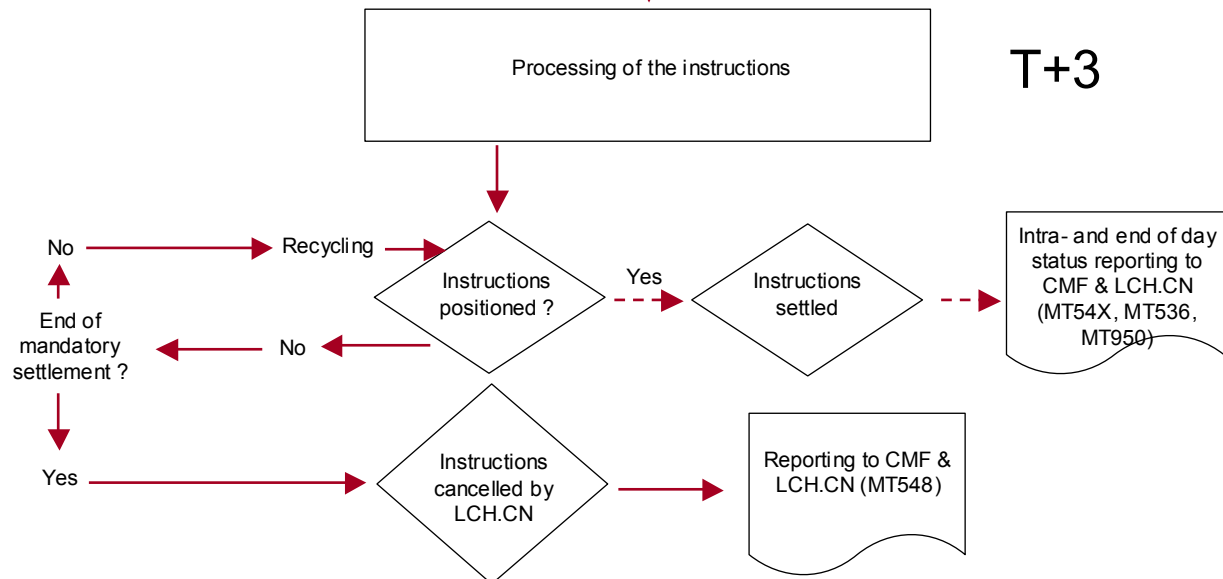 Processing of the instructions
T+3
No
Recycling
Instructions
positioned ?
Yes
Instructions
settled
Intra- and end of day
status reporting to
CMF & LCH.CN
(MT54X, MT536,
MT950)
End of
mandatory
settlement ?
No
Yes
Instructions
cancelled by
LCH.CN
Reporting to CMF &
LCH.CN (MT548)